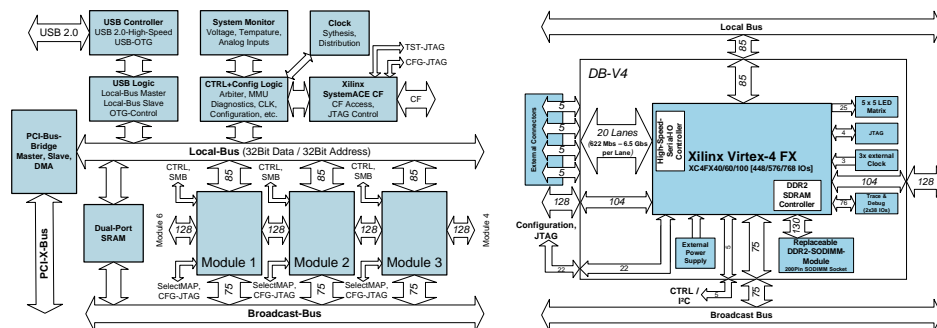 USB 2.0
USB Controller
USB 2.0-High-Speed
USB-OTG
System Monitor
Voltage, Tempature,
Analog Inputs
Clock
Sythesis,
Distribution
TST-JTAG
CFG-JTAG
USB Logic
Local-Bus Master
Local-Bus Slave
OTG-Control
CTRL+Config Logic
Arbiter, MMU
Diagnostics, CLK,
Configuration, etc.
Xilinx
SystemACE CF
CF Access,
JTAG Control
CF
PCI-Bus-
Bridge
Master, Slave,
DMA
Local-Bus (32Bit Data / 32Bit Address)
CTRL,
SMB
85
CTRL,
SMB
85
CTRL,
SMB
85
PCI-X-Bus
Dual-Port
SRAM
Module 6
128
Module 1
128
Module 2
128
Module 3
128
Module 4
SelectMAP,
CFG-JTAG
75
SelectMAP,
CFG-JTAG
75
SelectMAP,
CFG-JTAG
75
Broadcast-Bus
Local Bus
85
DB-V4
85
External Connectors
5
5
5
5
20 Lanes
(622 Mbs – 6.5 Gbs
per Lane)
High-Speed-
Serial-IO
Controller
Xilinx Virtex-4 FX
XC4FX40/60/100 [448/576/768 IOs]
DDR2
SDRAM
Controller
25
5 x 5 LED
Matrix
4
JTAG
3
3x external
Clock
104
128
76
Trace &
Debug
(2x38 IOs)
128
104
Configuration,
JTAG
22
22
External
Power
Supply
5
75
130
Replaceable
DDR2-SODIMM-
Module
200Pin SODIMM Socket
CTRL /
I²C
5
75
Broadcast Bus